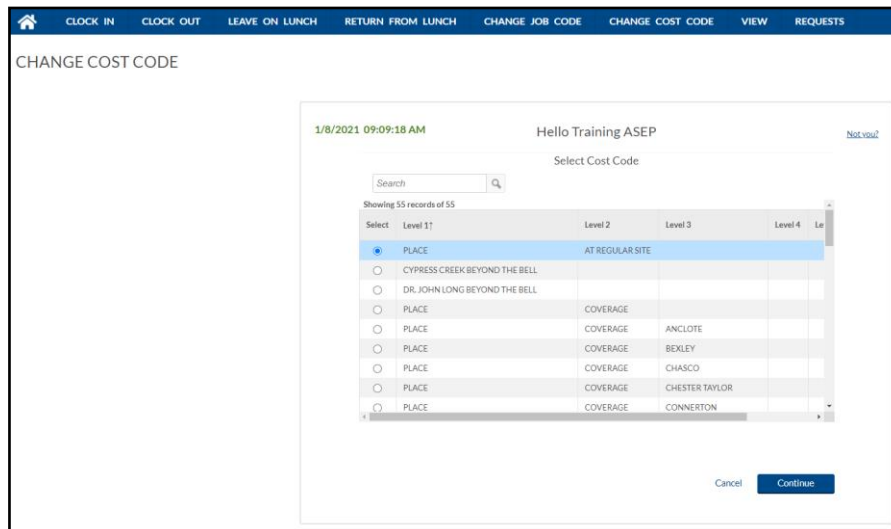 CLOCK IN CLOCK OUT LEAVE ON LUNCH RETURN FROM LUNCH CHANGE JOB CODE CHANGE COST CODE VIEW REQUESTS
CHANGE COST CODE
1/8/2021 09:09:18 AM Hello Training ASEP Not you?
Select Cost Code
Search
Showing 55 records of 55
Select Level 1↑ Level 2 Level 3 Level 4 Le
PLACE AT REGULAR SITE
CYPRESS CREEK BEYOND THE BELL
DR. JOHN LONG BEYOND THE BELL
PLACE COVERAGE
PLACE COVERAGE ANCLOTE
PLACE COVERAGE BEXLEY
PLACE COVERAGE CHASCO
PLACE COVERAGE CHESTER TAYLOR
PLACE COVERAGE CONNERTON
Cancel Continue